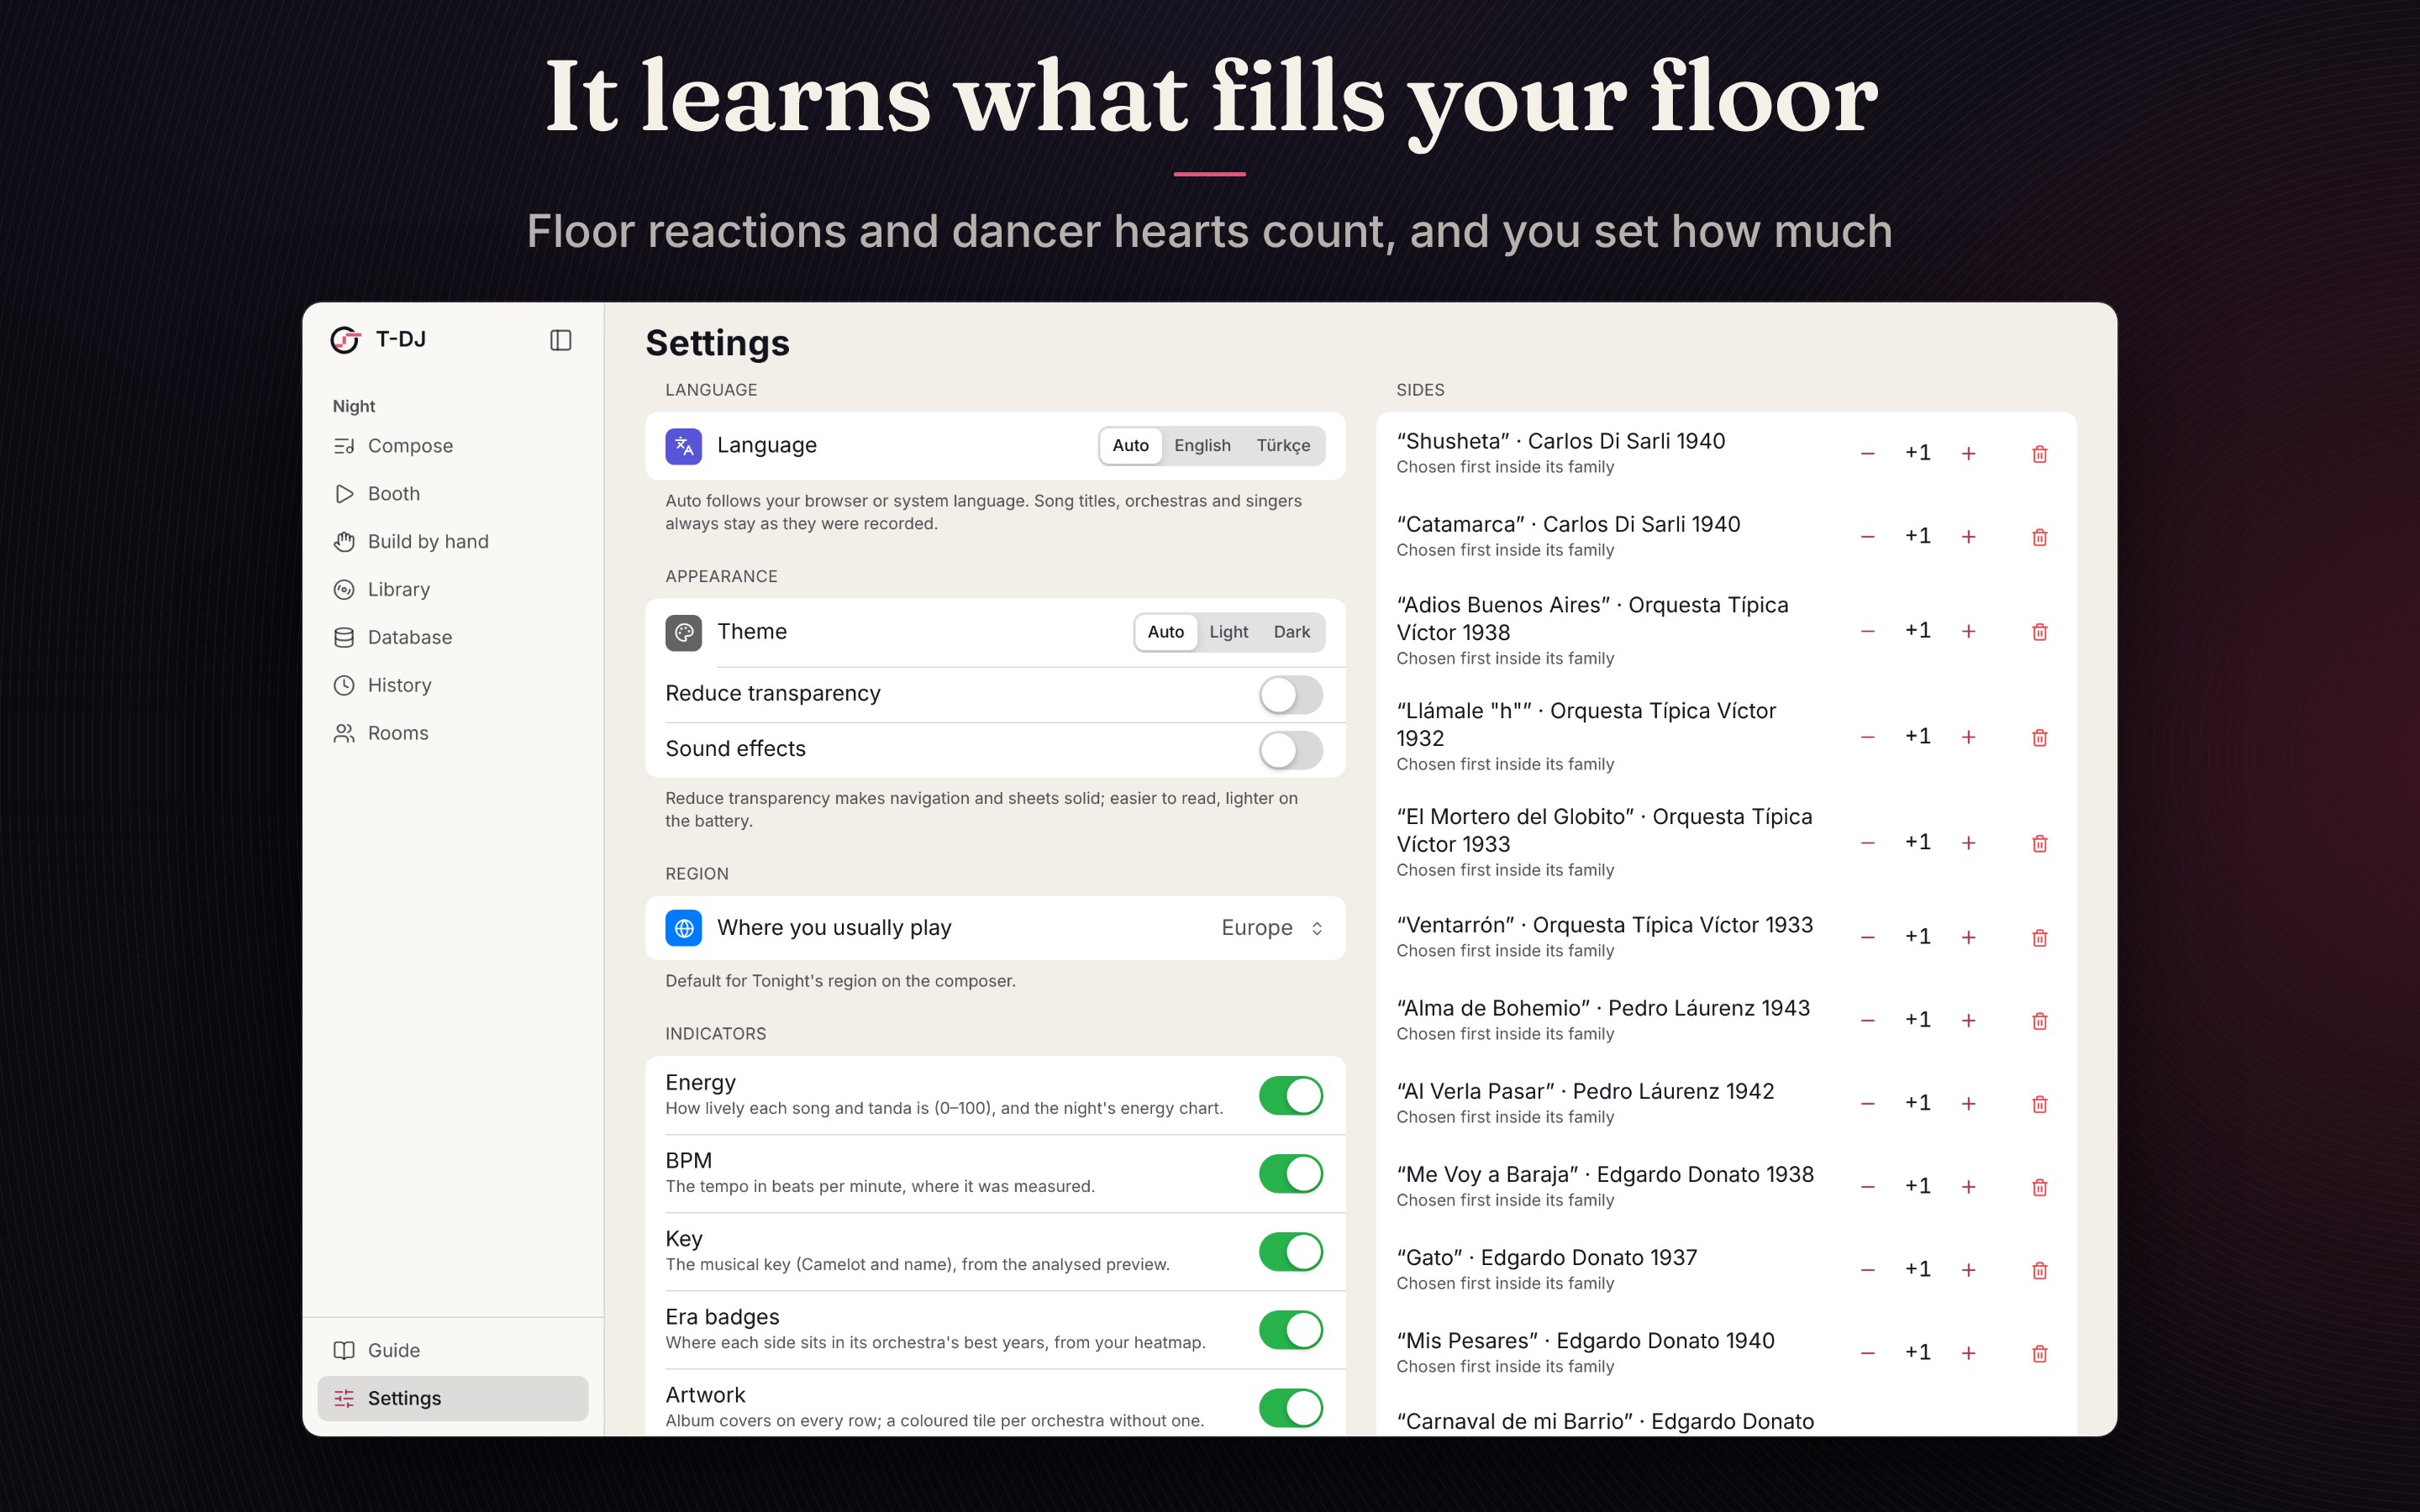 It learns what fills your floor
Floor reactions and dancer hearts count, and you set how much
T-DJ
Night
Compose
Booth
Build by hand
Library
Database
History
Rooms
Guide
Settings
Settings
LANGUAGE
Language
Auto
English
Türkçe
Auto follows your browser or system language. Song titles, orchestras and singers
always stay as they were recorded.
APPEARANCE
Theme
Auto
Light
Dark
Reduce transparency
Sound effects
Reduce transparency makes navigation and sheets solid; easier to read, lighter on
the battery.
REGION
Where you usually play
Europe
Default for Tonight's region on the composer.
INDICATORS
Energy
How lively each song and tanda is (0–100), and the night's energy chart.
BPM
The tempo in beats per minute, where it was measured.
Key
The musical key (Camelot and name), from the analysed preview.
Era badges
Where each side sits in its orchestra's best years, from your heatmap.
Artwork
Album covers on every row; a coloured tile per orchestra without one.
SIDES
“Shusheta” · Carlos Di Sarli 1940
Chosen first inside its family
− +1 +
“Catamarca” · Carlos Di Sarli 1940
Chosen first inside its family
− +1 +
“Adios Buenos Aires” · Orquesta Típica
Víctor 1938
Chosen first inside its family
− +1 +
“Llámale "h"” · Orquesta Típica Víctor
1932
Chosen first inside its family
− +1 +
“El Mortero del Globito” · Orquesta Típica
Víctor 1933
Chosen first inside its family
− +1 +
“Ventarrón” · Orquesta Típica Víctor 1933
Chosen first inside its family
− +1 +
“Alma de Bohemio” · Pedro Láurenz 1943
Chosen first inside its family
− +1 +
“Al Verla Pasar” · Pedro Láurenz 1942
Chosen first inside its family
− +1 +
“Me Voy a Baraja” · Edgardo Donato 1938
Chosen first inside its family
− +1 +
“Gato” · Edgardo Donato 1937
Chosen first inside its family
− +1 +
“Mis Pesares” · Edgardo Donato 1940
Chosen first inside its family
− +1 +
“Carnaval de mi Barrio” · Edgardo Donato